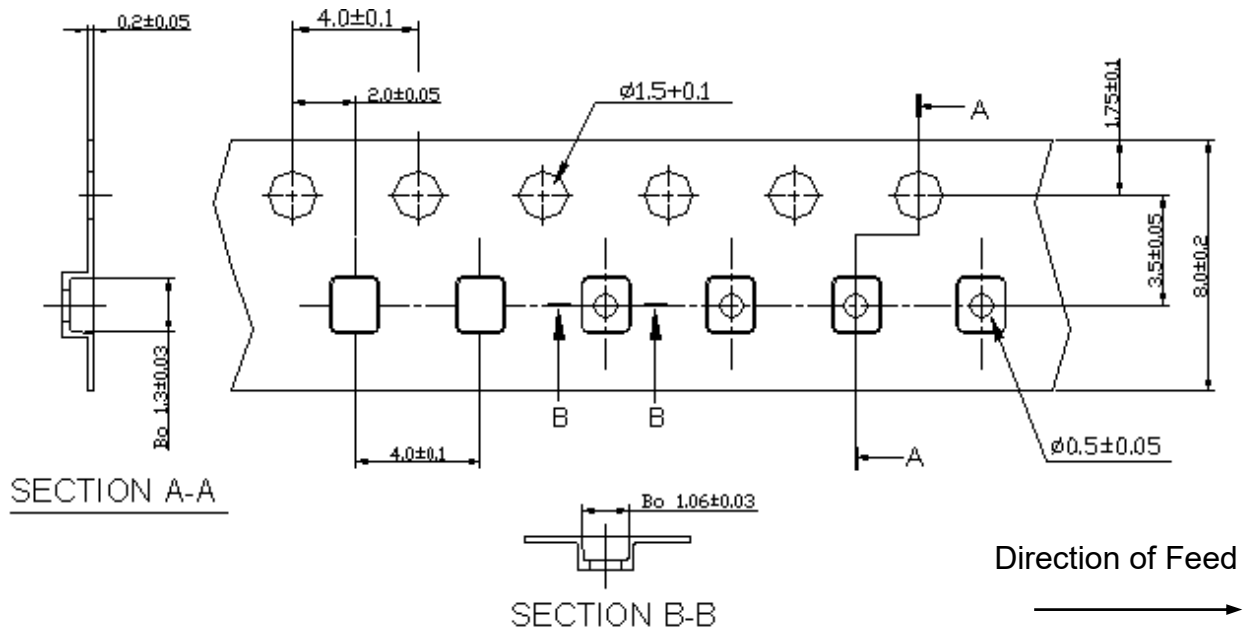 0.2±0.05
4.0±0.1
2.0±0.05
ø1.5+0.1
A
1.75±0.1
3.5±0.05
8.0±0.2
Bo 1.3±0.03
B
B
4.0±0.1
A
ø0.5±0.05
SECTION A-A
Bo 1.06±0.03
SECTION B-B
Direction of Feed